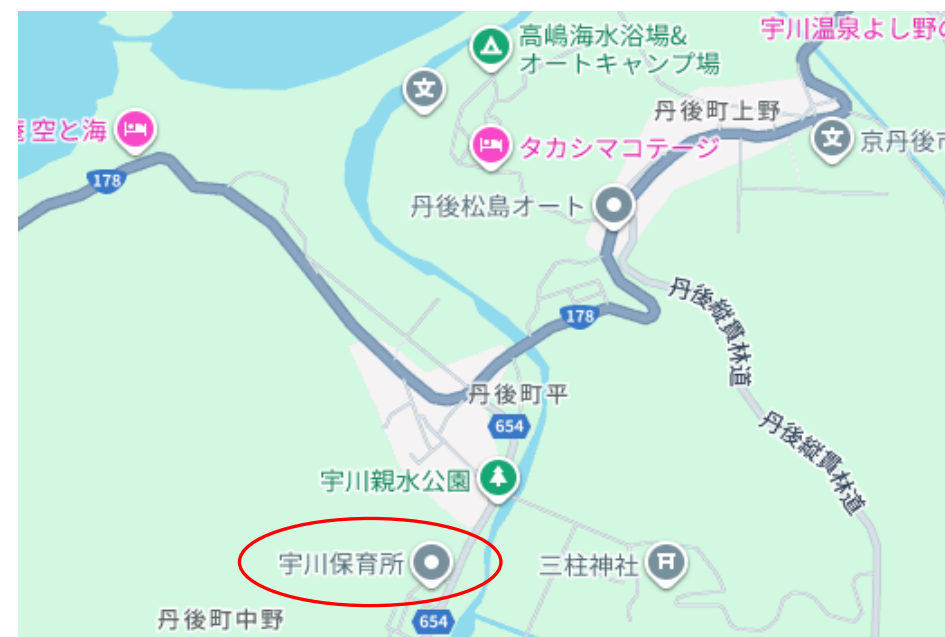 高嶋海水浴場&
オートキャンプ場
宇川温泉よし野の
丹後町上野
空と海
タカシマコテージ
京丹後市
178
丹後松島オート
丹後縦貫林道
178
丹後町平
654
丹後縦貫林道
宇川親水公園
宇川保育所
三柱神社
丹後町中野
654